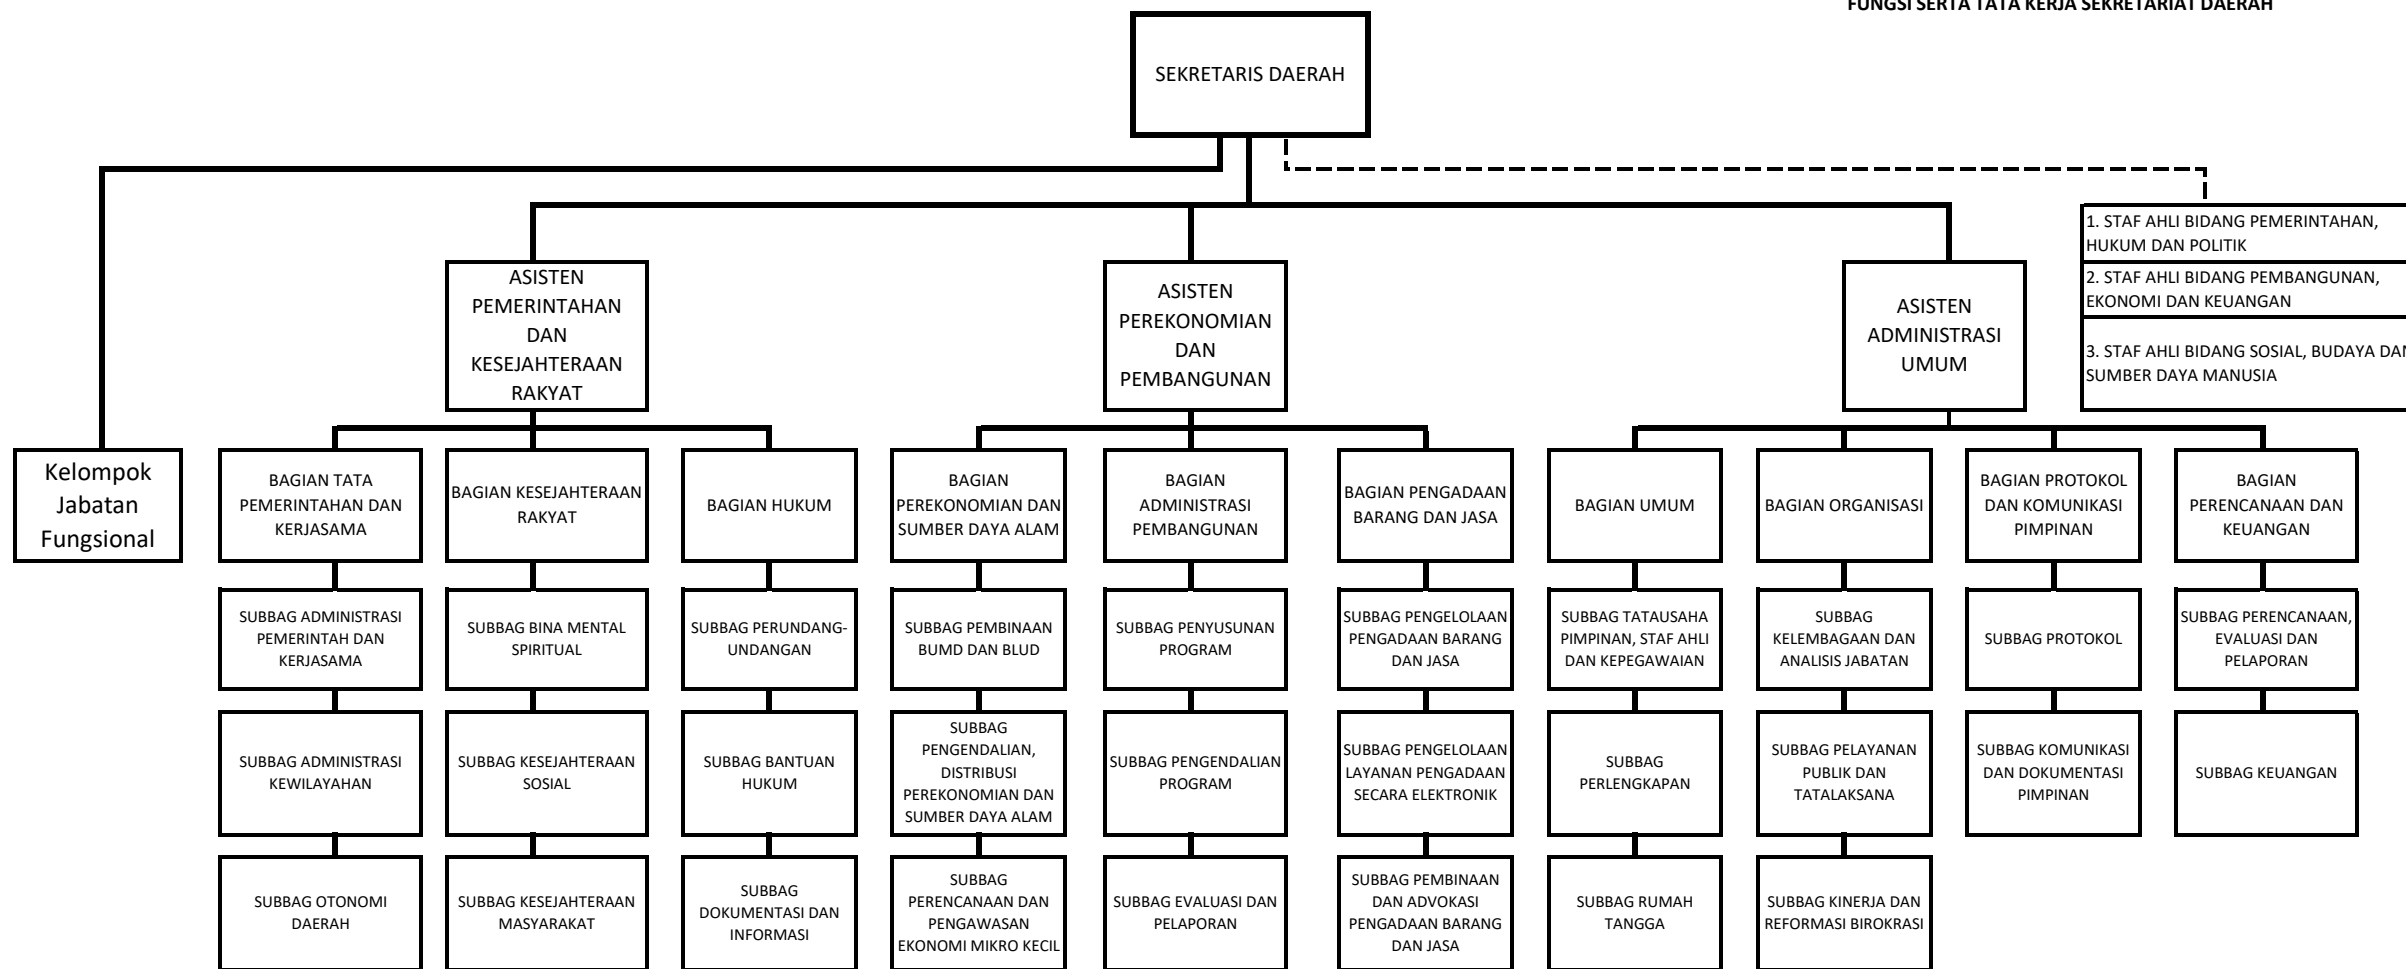 FUNGSI SERTA TATA KERJA SEKRETARIAT DAERAH
SEKRETARIS DAERAH
1. STAF AHLI BIDANG PEMERINTAHAN,
HUKUM DAN POLITIK
2. STAF AHLI BIDANG PEMBANGUNAN,
EKONOMI DAN KEUANGAN
3. STAF AHLI BIDANG SOSIAL, BUDAYA DAN
SUMBER DAYA MANUSIA
ASISTEN
PEMERINTAHAN
DAN
KESEJAHTERAAN
RAKYAT
ASISTEN
PEREKONOMIAN
DAN
PEMBANGUNAN
ASISTEN
ADMINISTRASI
UMUM
Kelompok
Jabatan
Fungsional
BAGIAN TATA
PEMERINTAHAN DAN
KERJASAMA
BAGIAN KESEJAHTERAAN
RAKYAT
BAGIAN HUKUM
BAGIAN
PEREKONOMIAN DAN
SUMBER DAYA ALAM
BAGIAN
ADMINISTRASI
PEMBANGUNAN
BAGIAN PENGADAAN
BARANG DAN JASA
BAGIAN UMUM
BAGIAN ORGANISASI
BAGIAN PROTOKOL
DAN KOMUNIKASI
PIMPINAN
BAGIAN
PERENCANAAN DAN
KEUANGAN
SUBBAG ADMINISTRASI
PEMERINTAH DAN
KERJASAMA
SUBBAG BINA MENTAL
SPIRITUAL
SUBBAG PERUNDANG-
UNDANGAN
SUBBAG PEMBINAAN
BUMD DAN BLUD
SUBBAG PENYUSUNAN
PROGRAM
SUBBAG PENGELOLAAN
PENGADAAN BARANG
DAN JASA
SUBBAG TATAUSAHA
PIMPINAN, STAF AHLI
DAN KEPEGAWAIAN
SUBBAG
KELEMBAGAAN DAN
ANALISIS JABATAN
SUBBAG PROTOKOL
SUBBAG PERENCANAAN,
EVALUASI DAN
PELAPORAN
SUBBAG ADMINISTRASI
KEWILAYAHAN
SUBBAG KESEJAHTERAAN
SOSIAL
SUBBAG BANTUAN
HUKUM
SUBBAG
PENGENDALIAN,
DISTRIBUSI
PEREKONOMIAN DAN
SUMBER DAYA ALAM
SUBBAG PENGENDALIAN
PROGRAM
SUBBAG PENGELOLAAN
LAYANAN PENGADAAN
SECARA ELEKTRONIK
SUBBAG
PERLENGKAPAN
SUBBAG PELAYANAN
PUBLIK DAN
TATALAKSANA
SUBBAG KOMUNIKASI
DAN DOKUMENTASI
PIMPINAN
SUBBAG KEUANGAN
SUBBAG OTONOMI
DAERAH
SUBBAG KESEJAHTERAAN
MASYARAKAT
SUBBAG
DOKUMENTASI DAN
INFORMASI
SUBBAG
PERENCANAAN DAN
PENGAWASAN
EKONOMI MIKRO KECIL
SUBBAG EVALUASI DAN
PELAPORAN
SUBBAG PEMBINAAN
DAN ADVOKASI
PENGADAAN BARANG
DAN JASA
SUBBAG RUMAH
TANGGA
SUBBAG KINERJA DAN
REFORMASI BIROKRASI